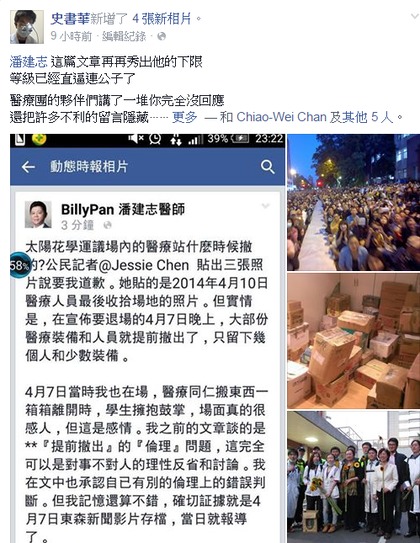 史書華新增了 4 張新相片。
9 小時前 · 編輯紀錄 ·
潘建志 這篇文章再再秀出他的下限
等級已經直逼連公子了
醫療團的夥伴們講了一堆你完全沒回應
還把許多不利的留言隱藏⋯⋯ 更多 — 和 Chiao-Wei Chan 及其他 5 人。
39% 23:22
動態時報相片
BillyPan 潘建志醫師
3 分鐘
太陽花學運議場內的醫療站什麼時候撤
的?公民記者@Jessie Chen 貼出三張照
58%
片說要我道歉。她貼的是2014年4月10日
醫療人員最後收拾場地的照片。但實情
是,在宣佈要退場的4月7日晚上,大部份
醫療裝備和人員就提前撤出了,只留下幾
個人和少數裝備。
4月7日當時我也在場,醫療同仁搬東西一
箱箱離開時,學生擁抱鼓掌,場面真的很
感人,但這是感情。我之前的文章談的是
**『提前撤出』的『倫理』問題,這完全
可以是對事不對人的理性反省和討論。我
在文中也承認自已有別的倫理上的錯誤判
斷。但我記憶還算不錯,確切証據就是4
月7日東森新聞影片存檔,當日就報導
了。